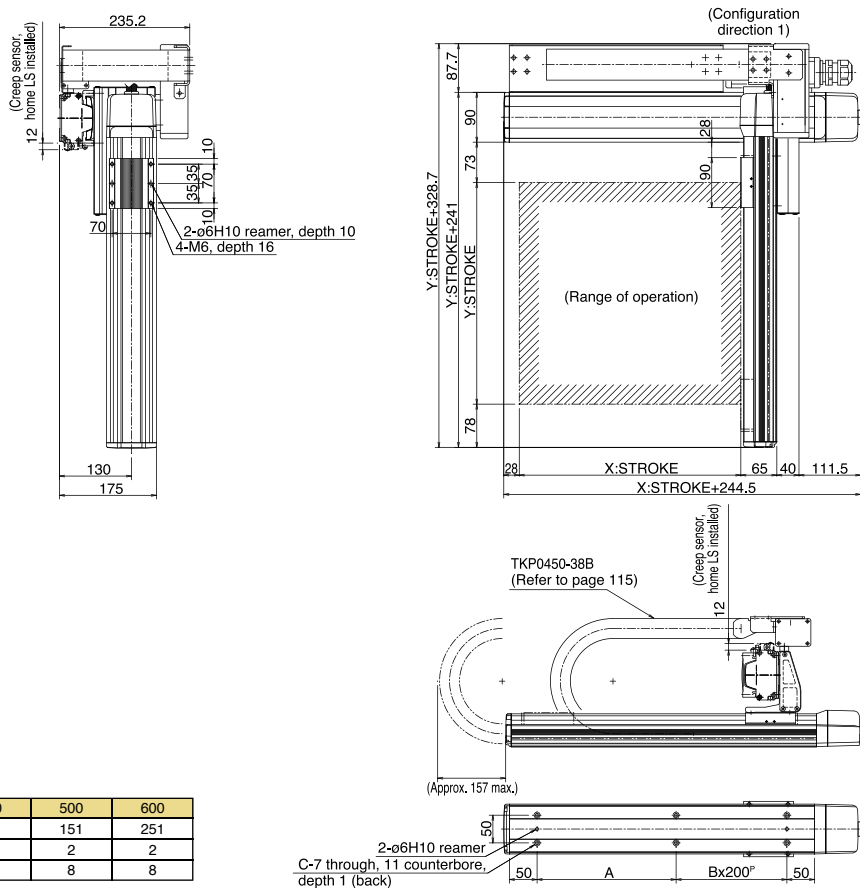 235.2
(Creep sensor,
home LS installed)
12
10
35
35
70
10
70
2-ø6H10 reamer, depth 10
4-M6, depth 16
130
175
(Configuration
direction 1)
87.7
90
73
28
90
Y:STROKE+328.7
Y:STROKE+241
Y:STROKE
(Range of operation)
78
28
X:STROKE
65
40
111.5
X:STROKE+244.5
TKP0450-38B
(Refer to page 115)
(Creep sensor,
home LS installed)
12
(Approx. 157 max.)
500 600
151 251
2 2
8 8
50
2-ø6H10 reamer
C-7 through, 11 counterbore,
depth 1 (back)
50
A
Bx200ᴾ
50